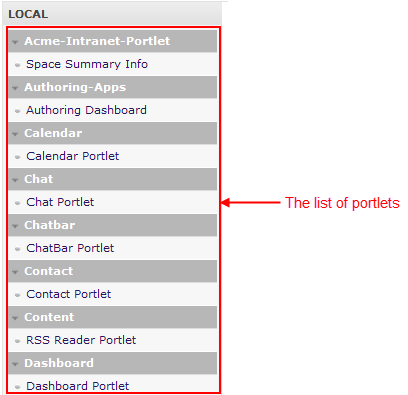 LOCAL
Acme-Intranet-Portlet
Space Summary Info
Authoring-Apps
Authoring Dashboard
Calendar
Calendar Portlet
Chat
Chat Portlet
The list of portlets
Chatbar
ChatBar Portlet
Contact
Contact Portlet
Content
RSS Reader Portlet
Dashboard
Dashboard Portlet